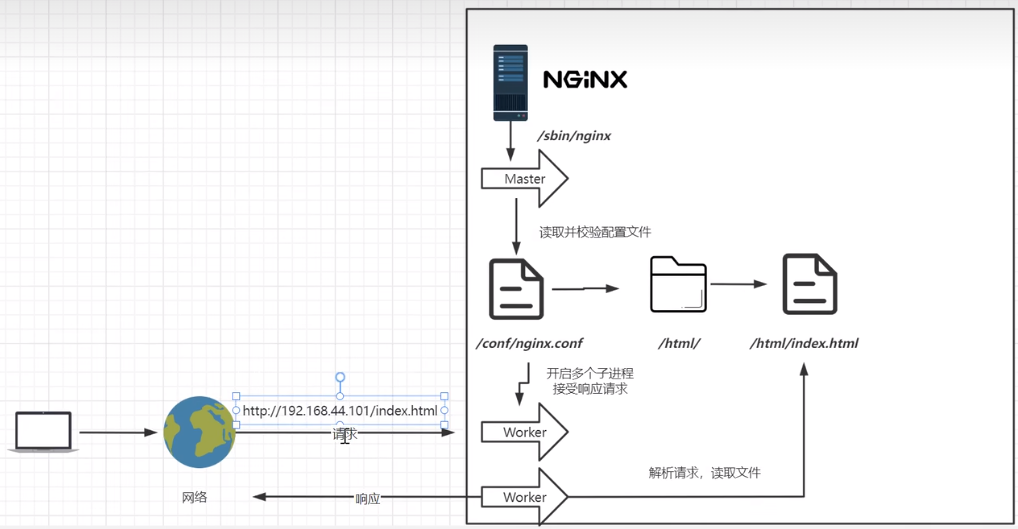 NGINX
/sbin/nginx
Master
读取并校验配置文件
/conf/nginx.conf
/html/
/html/index.html
开启多个子进程
接受响应请求
http://192.168.44.101/index.html
请求
Worker
解析请求，读取文件
网络
响应
Worker